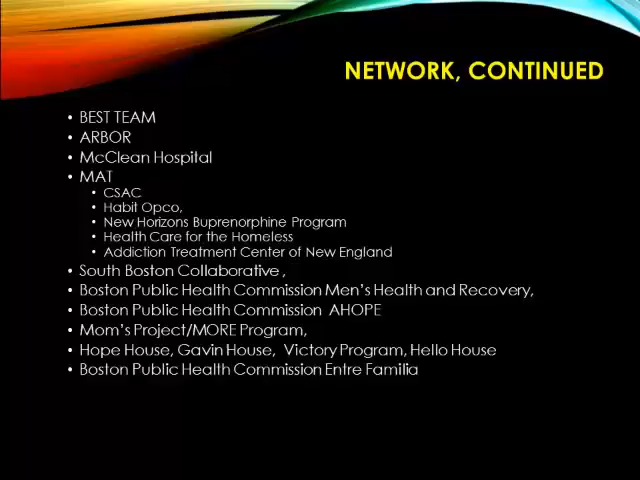 NETWORK, CONTINUED
• BEST TEAM
• ARBOR
• McClean Hospital
• MAT
• CSAC
• Habit Opco,
• New Horizons Buprenorphine Program
• Health Care for the Homeless
• Addiction Treatment Center of New England
• South Boston Collaborative ,
• Boston Public Health Commission Men’s Health and Recovery,
• Boston Public Health Commission AHOPE
• Mom’s Project/MORE Program,
• Hope House, Gavin House, Victory Program, Hello House
• Boston Public Health Commission Entre Familia